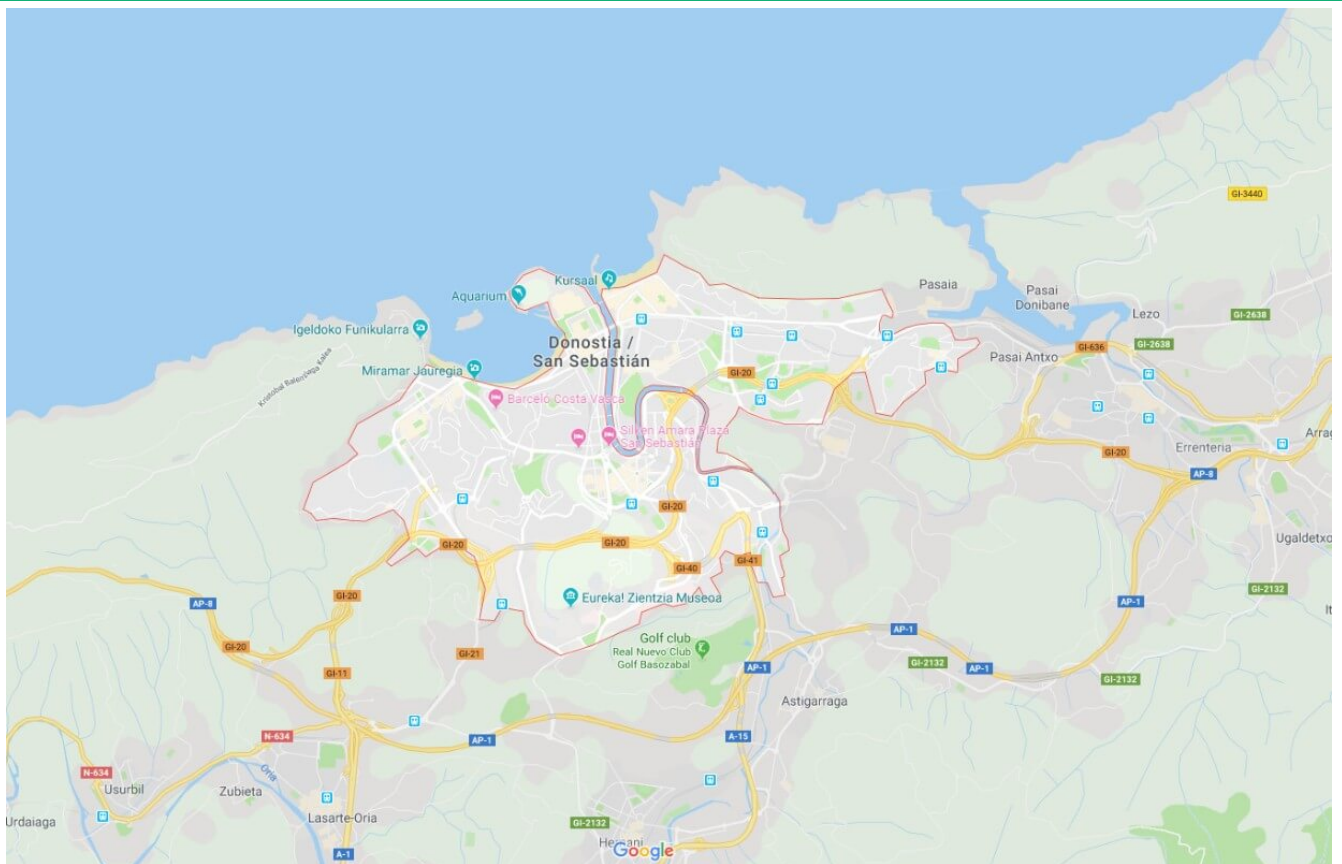 GI-3440
Kursaal
Aquarium
Pasaia
Pasai
Donibane
Lezo
GI-2638
Igeldoko Funikularra
Donostia /
San Sebastián
GI-636
GI-2638
Pasai Antxo
Miramar Jauregia
GI-20
Barcelo Costa Vasca
Silken Amara Plaza
San Sebastián
Errenteria
GI-20
AP-8
GI-20
GI-20
GI-20
GI-41
GI-40
Ugaldetxo
Eureka! Zientzia Museoa
GI-20
AP-8
AP-1
GI-2132
Golf club
Real Nuevo Club
Golf Basozabal
AP-1
GI-20
GI-21
GI-2132
AP-1
AP-1
GI-11
GI-2132
Astigarraga
N-634
AP-1
A-15
N-634
Oria
Usurbil
Zubieta
Lasarte-Oria
Urdaiaga
GI-2132
A-1
Google